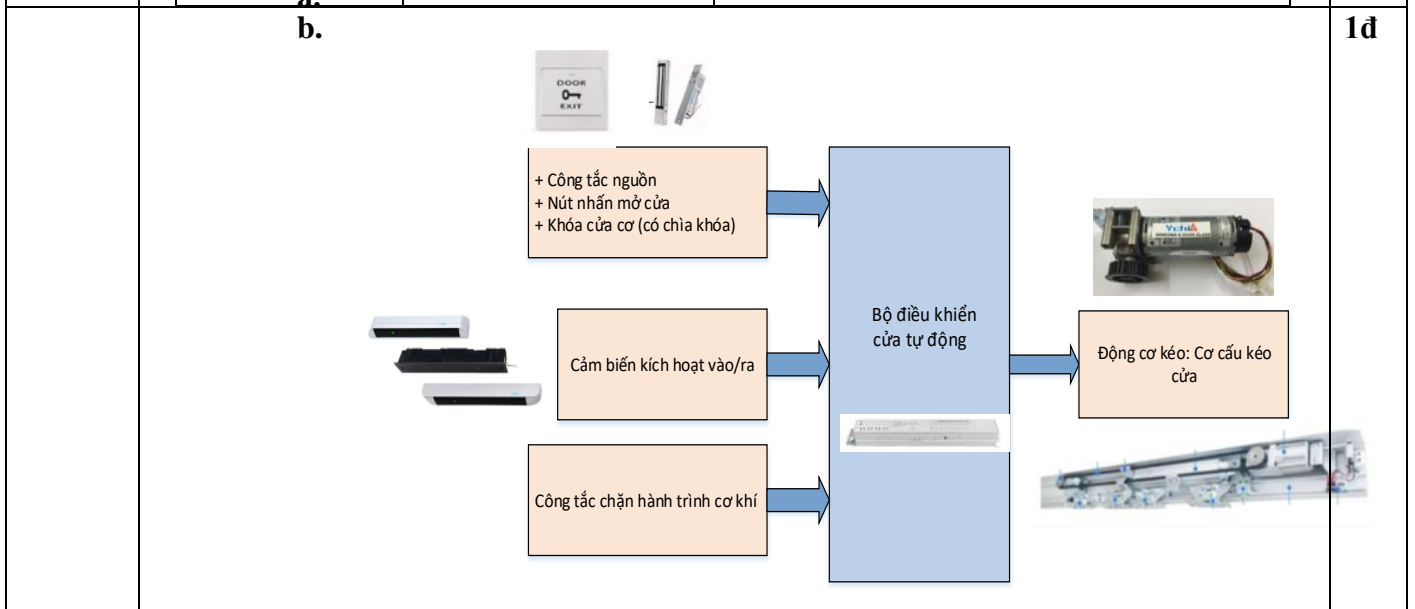 a.
b.
1đ
DOOR
EXIT
+ Công tắc nguồn
+ Nút nhấn mở cửa
+ Khóa cửa cơ (có chìa khóa)
Bộ điều khiển
cửa tự động
Cảm biến kích hoạt vào/ra
Động cơ kéo: Cơ cấu kéo
cửa
Công tắc chặn hành trình cơ khí